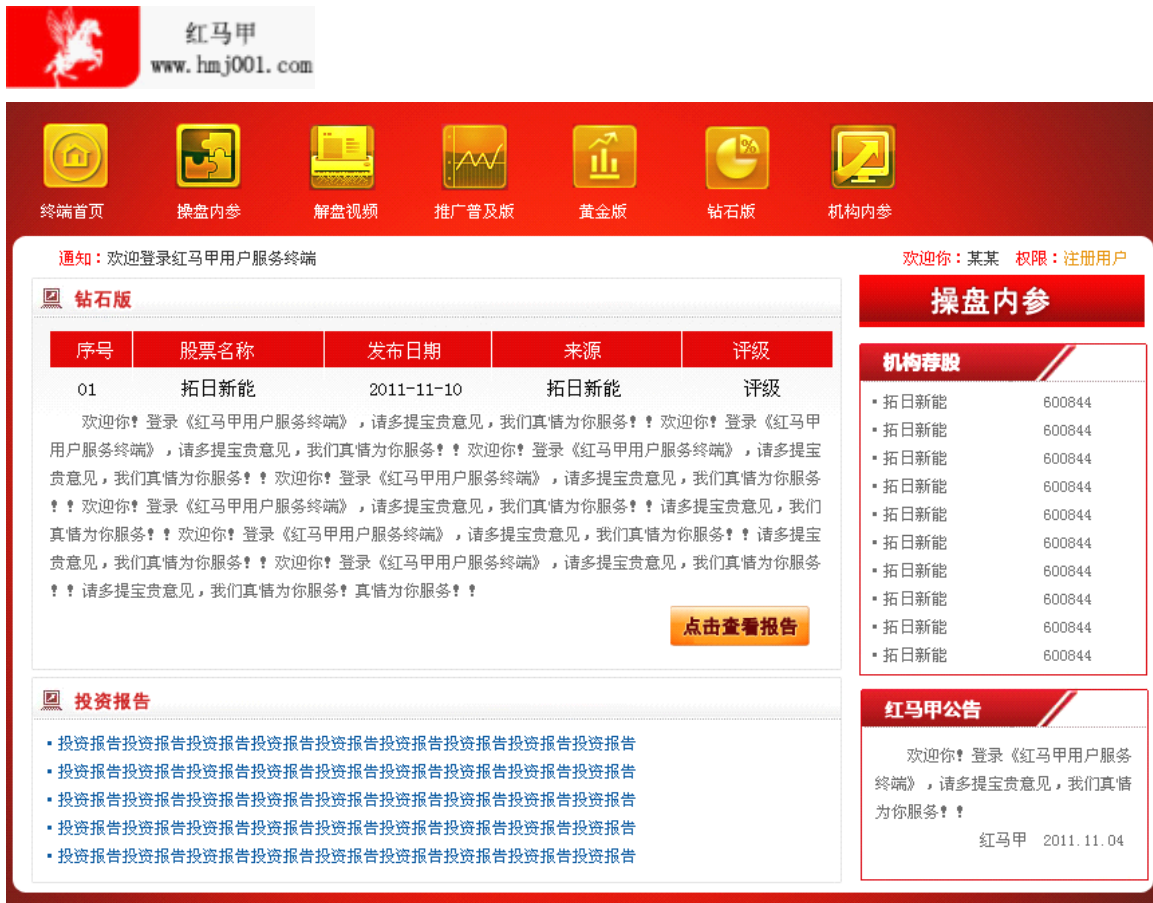 红马甲
www.hmj001.com
终端首页 操盘内参 解盘视频 推广普及版 黄金版 钻石版 机构内参
通知：欢迎登录红马甲用户服务终端
欢迎你：某某 权限：注册用户
钻石版
序号 股票名称 发布日期 来源 评级
01 拓日新能 2011-11-10 拓日新能 评级
欢迎你！登录《红马甲用户服务终端》，请多提宝贵意见，我们真情为你服务！！欢迎你！登录《红马甲
用户服务终端》，请多提宝贵意见，我们真情为你服务！！欢迎你！登录《红马甲用户服务终端》，请多提宝
贵意见，我们真情为你服务！！欢迎你！登录《红马甲用户服务终端》，请多提宝贵意见，我们真情为你服务
！！欢迎你！登录《红马甲用户服务终端》，请多提宝贵意见，我们真情为你服务！！请多提宝贵意见，我们
真情为你服务！！欢迎你！登录《红马甲用户服务终端》，请多提宝贵意见，我们真情为你服务！！请多提宝
贵意见，我们真情为你服务！！欢迎你！登录《红马甲用户服务终端》，请多提宝贵意见，我们真情为你服务
！！请多提宝贵意见，我们真情为你服务！真情为你服务！！
点击查看报告
投资报告
▪投资报告投资报告投资报告投资报告投资报告投资报告投资报告投资报告投资报告
▪投资报告投资报告投资报告投资报告投资报告投资报告投资报告投资报告投资报告
▪投资报告投资报告投资报告投资报告投资报告投资报告投资报告投资报告投资报告
▪投资报告投资报告投资报告投资报告投资报告投资报告投资报告投资报告投资报告
▪投资报告投资报告投资报告投资报告投资报告投资报告投资报告投资报告投资报告
操盘内参
机构荐股
▪拓日新能 600844
▪拓日新能 600844
▪拓日新能 600844
▪拓日新能 600844
▪拓日新能 600844
▪拓日新能 600844
▪拓日新能 600844
▪拓日新能 600844
▪拓日新能 600844
▪拓日新能 600844
红马甲公告
欢迎你！登录《红马甲用户服务
终端》，请多提宝贵意见，我们真情
为你服务！！
红马甲 2011.11.04